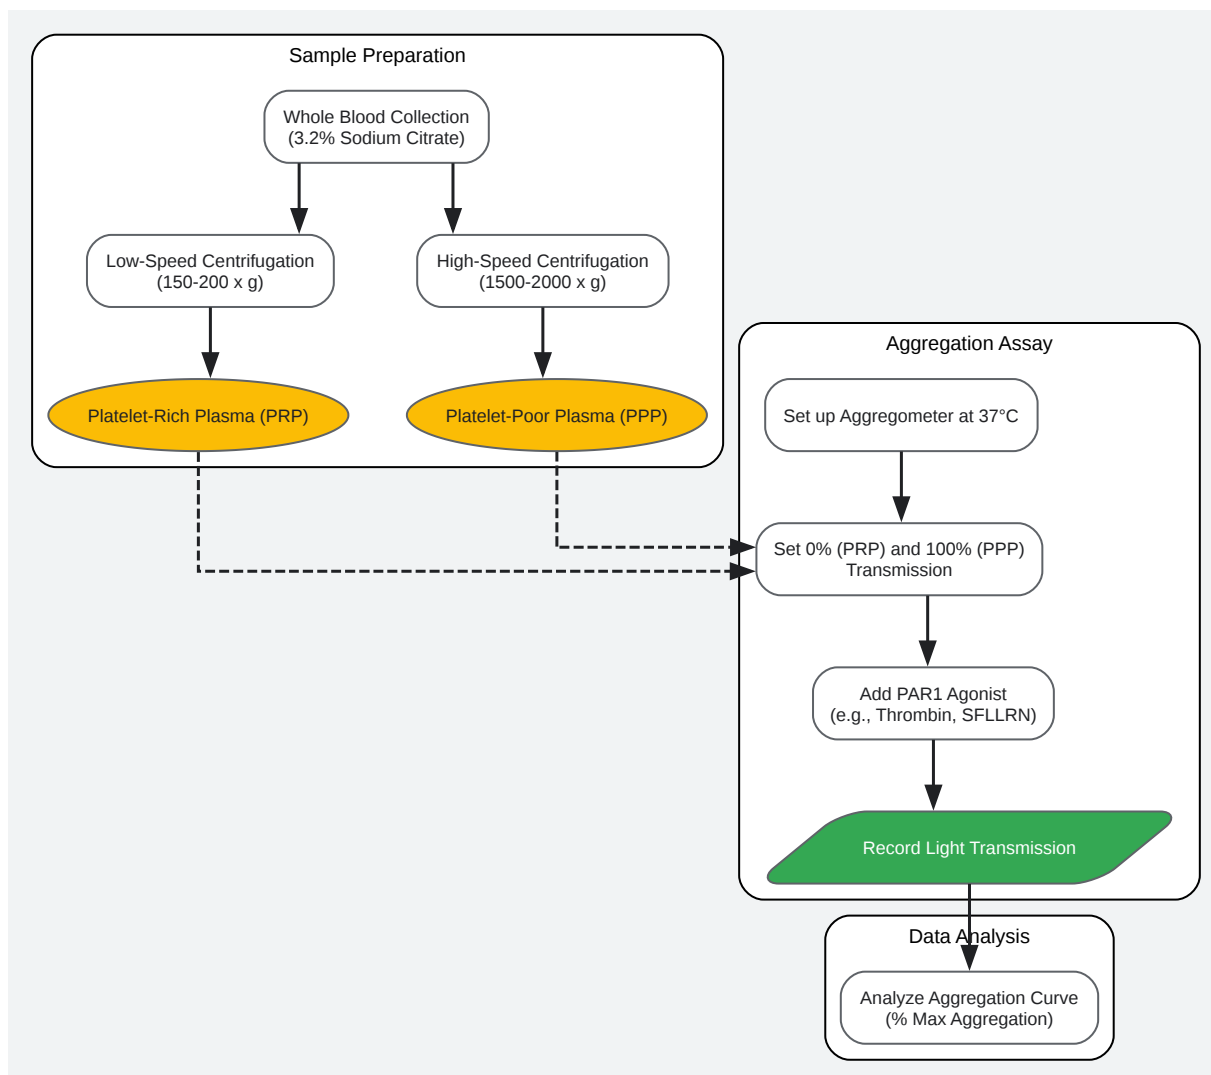 Sample Preparation
Whole Blood Collection
(3.2% Sodium Citrate)
Low-Speed Centrifugation
(150-200 x g)
High-Speed Centrifugation
(1500-2000 x g)
Platelet-Rich Plasma (PRP)
Platelet-Poor Plasma (PPP)
Aggregation Assay
Set up Aggregometer at 37°C
Set 0% (PRP) and 100% (PPP)
Transmission
Add PAR1 Agonist
(e.g., Thrombin, SFLLRN)
Record Light Transmission
Data Analysis
Analyze Aggregation Curve
(% Max Aggregation)